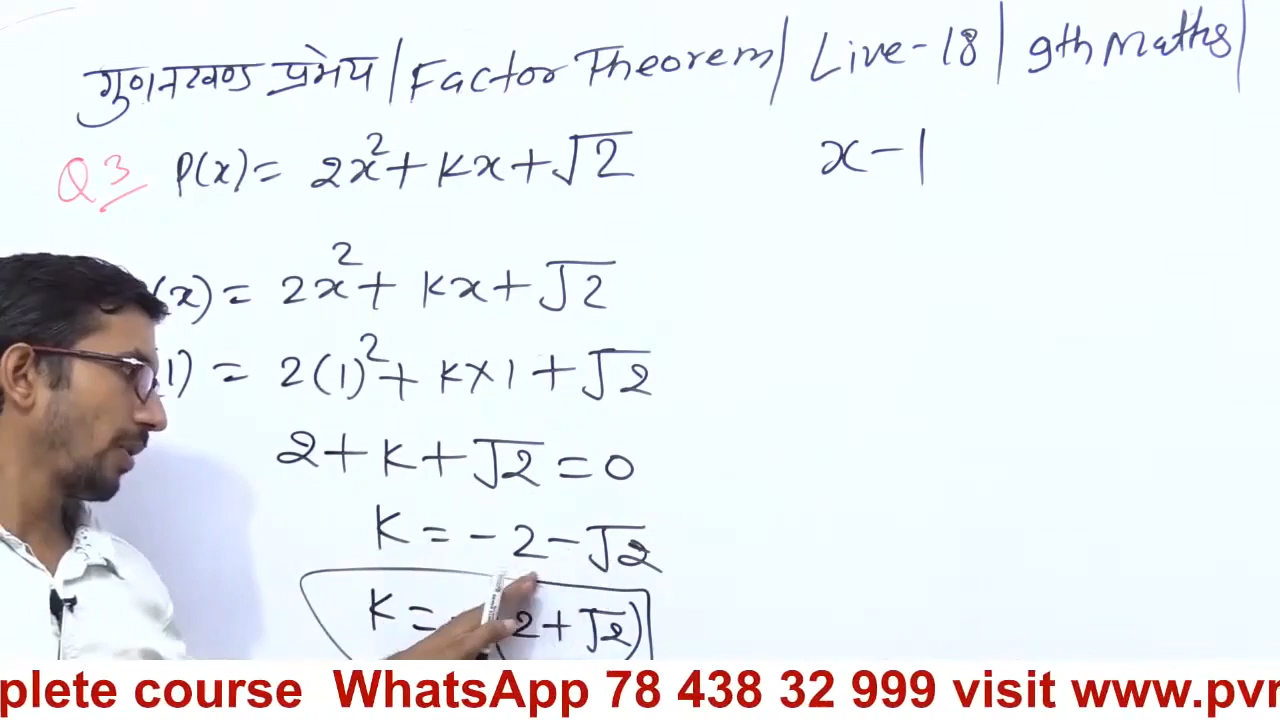 गुणनखण्ड प्रमेय / Factor Theorem / Live-18 / 9th Maths /
Q3 P(x) = 2x² + Kx + √2 x - 1
(x) = 2x² + Kx + √2
1) = 2(1)² + K×1 + √2
2 + K + √2 = 0
K = - 2 - √2
K = (2 + √2)
plete course WhatsApp 78 438 32 999 visit www.pvr